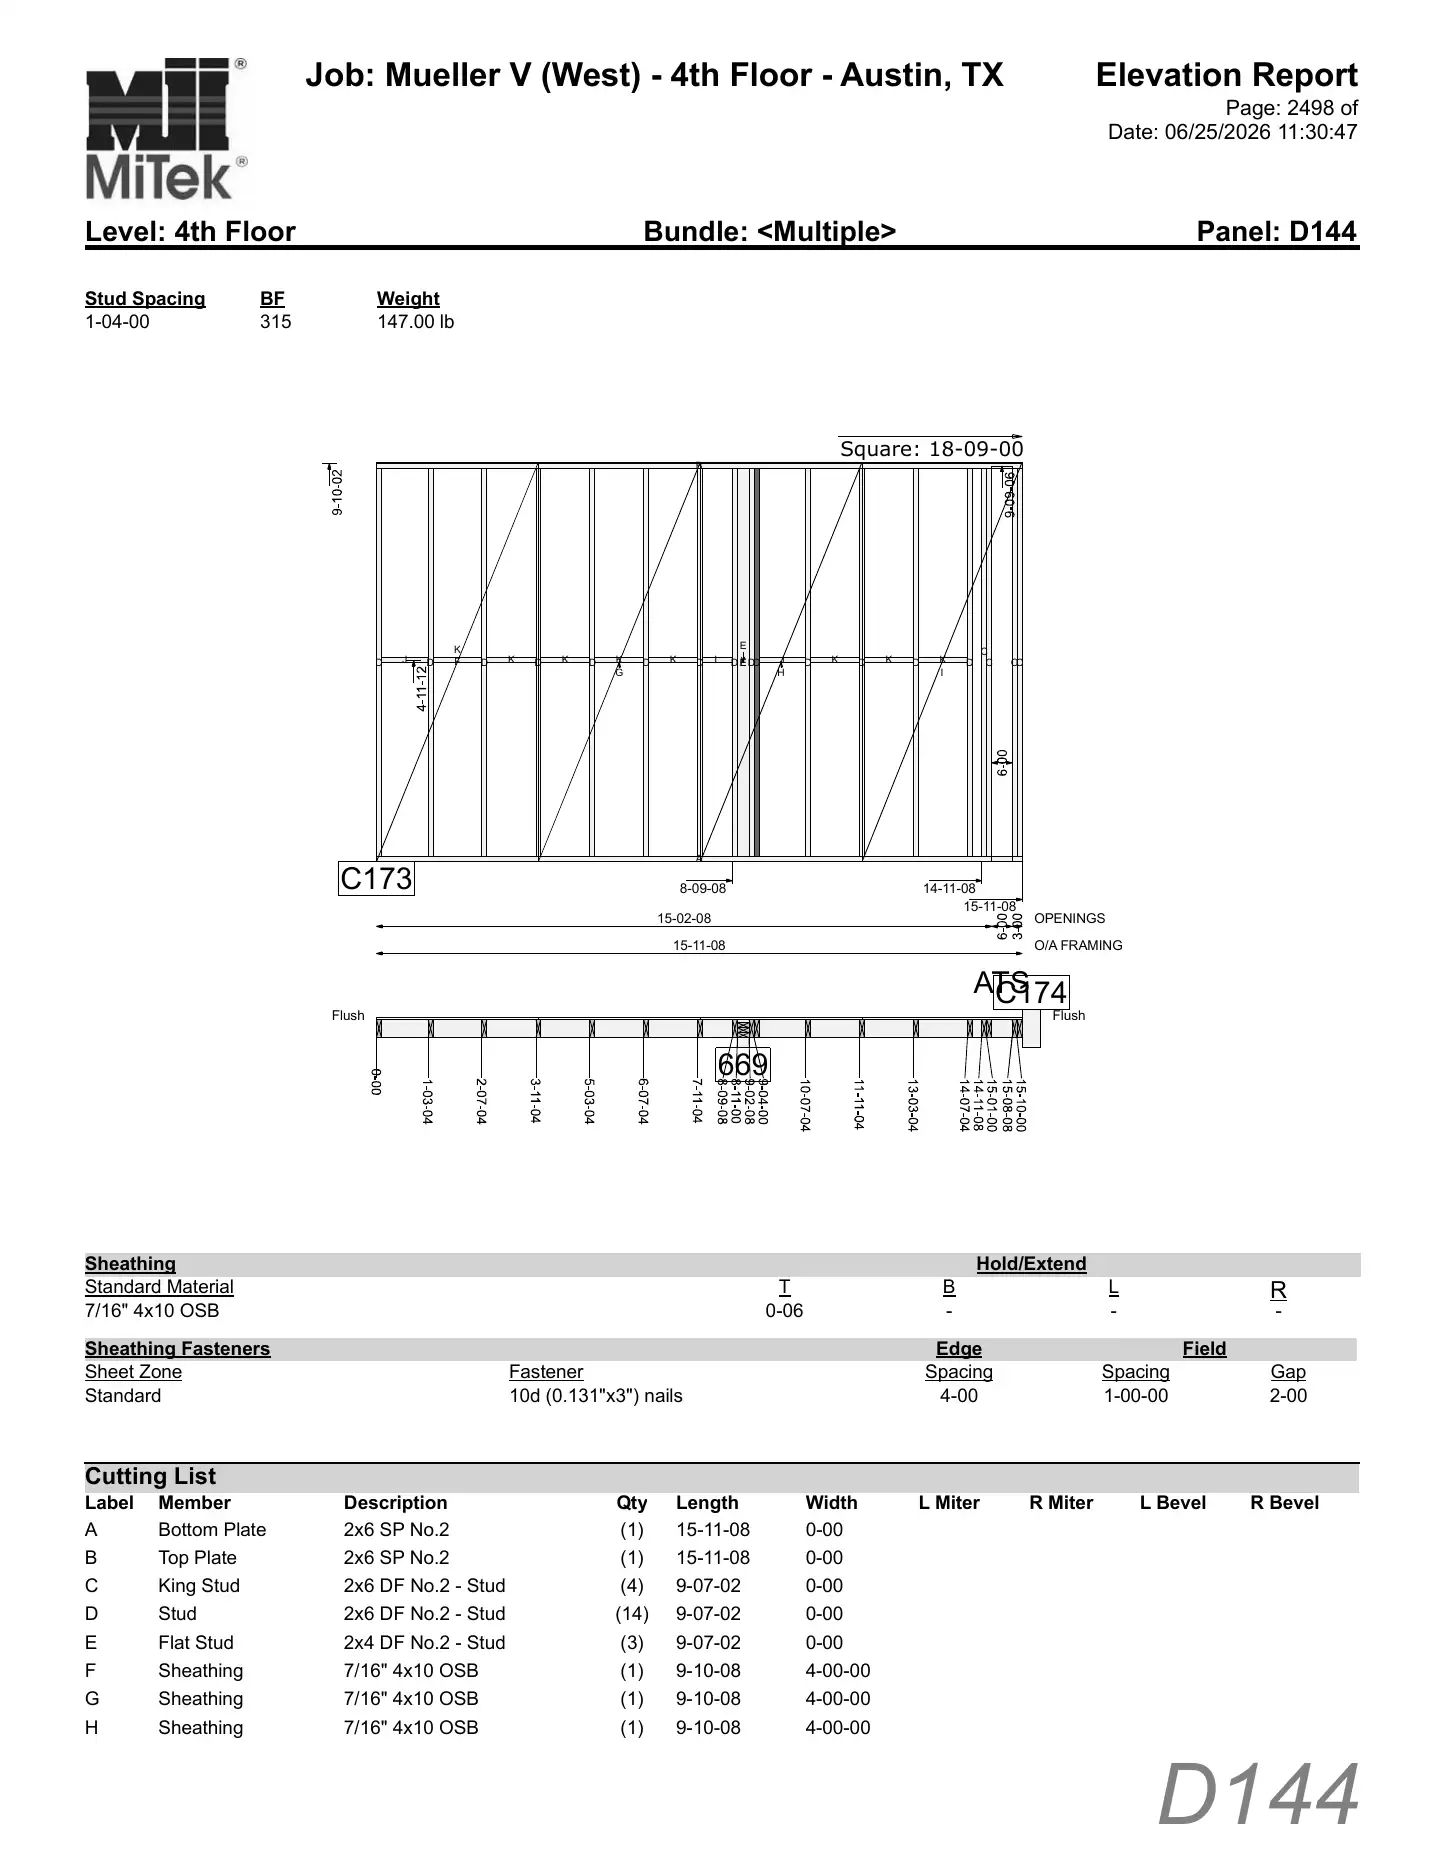 Job: Mueller V (West) - 4th Floor - Austin, TX
Elevation Report
Page: 2498 of
Date: 06/25/2026 11:30:47
MiTek ® ®
Level: 4th Floor Bundle: <Multiple> Panel: D144
Stud Spacing BF Weight
1-04-00 315 147.00 lb
Square: 18-09-00
9-10-02
9-09-06
E
K
K K K K I K K K
G H I
4-11-12
6-00
C173
8-09-08 14-11-08
15-11-08
15-02-08 6-00 3-00 OPENINGS
15-11-08 O/A FRAMING
ATS
C174
Flush Flush
669
0-00 1-03-04 2-07-04 3-11-04 5-03-04 6-07-04 7-11-04 8-09-08 8-11-00 9-02-08 9-04-00 10-07-04 11-11-04 13-03-04 14-07-04 14-11-08 15-01-00 15-08-08 15-10-00
Sheathing Hold/Extend
Standard Material T B L R
7/16" 4x10 OSB 0-06 - - -
Sheathing Fasteners Edge Field
Sheet Zone Fastener Spacing Spacing Gap
Standard 10d (0.131"x3") nails 4-00 1-00-00 2-00
Cutting List
Label Member Description Qty Length Width L Miter R Miter L Bevel R Bevel
A Bottom Plate 2x6 SP No.2 (1) 15-11-08 0-00
B Top Plate 2x6 SP No.2 (1) 15-11-08 0-00
C King Stud 2x6 DF No.2 - Stud (4) 9-07-02 0-00
D Stud 2x6 DF No.2 - Stud (14) 9-07-02 0-00
E Flat Stud 2x4 DF No.2 - Stud (3) 9-07-02 0-00
F Sheathing 7/16" 4x10 OSB (1) 9-10-08 4-00-00
G Sheathing 7/16" 4x10 OSB (1) 9-10-08 4-00-00
H Sheathing 7/16" 4x10 OSB (1) 9-10-08 4-00-00
D144